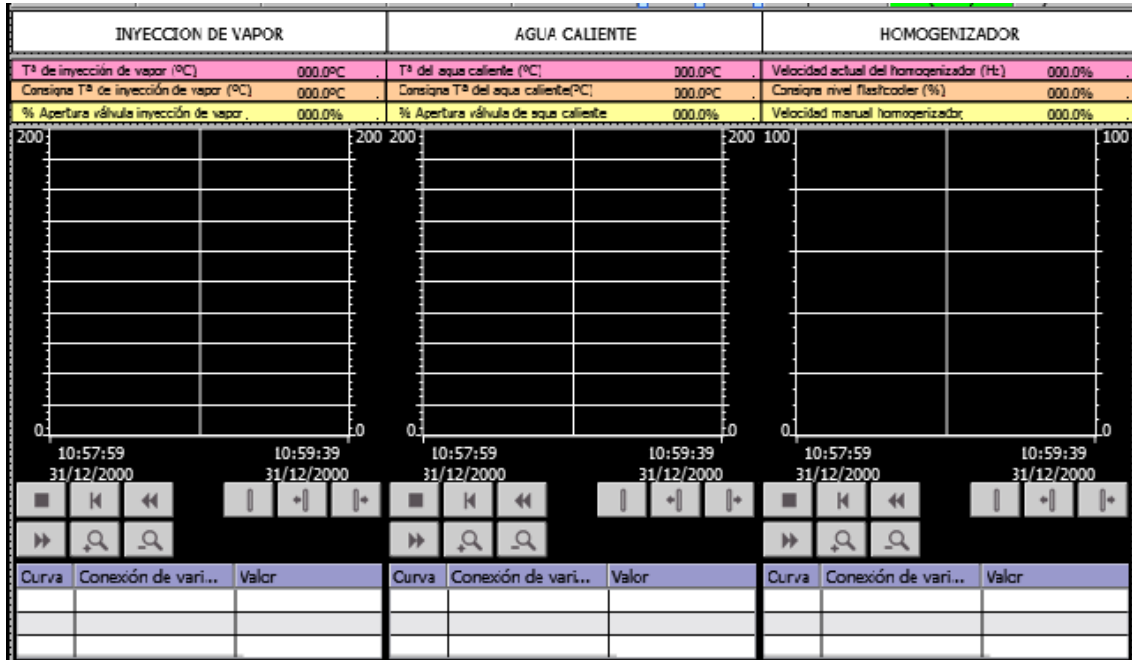 INYECCION DE VAPOR
Tª de inyección de vapor (ºC) 000.0ºC
Consigna Tª de inyección de vapor (ºC) 000.0ºC
% Apertura válvula inyección de vapor. 000.0%
200 200
0 0
10:57:59 10:59:39
31/12/2000 31/12/2000
Curva Conexión de vari... Valor
AGUA CALIENTE
Tª del agua caliente (ºC) 000.0ºC
Consigna Tª del agua caliente(ºC) 000.0ºC
% Apertura válvula de agua caliente 000.0%
200 200
0 0
10:57:59 10:59:39
31/12/2000 31/12/2000
Curva Conexión de vari... Valor
HOMOGENIZADOR
Velocidad actual del homogenizador (Hz) 000.0%
Consigna nivel flashcooler (%) 000.0%
Velocidad manual homogenizador. 000.0%
100 100
0 0
10:57:59 10:59:39
31/12/2000 31/12/2000
Curva Conexión de vari... Valor